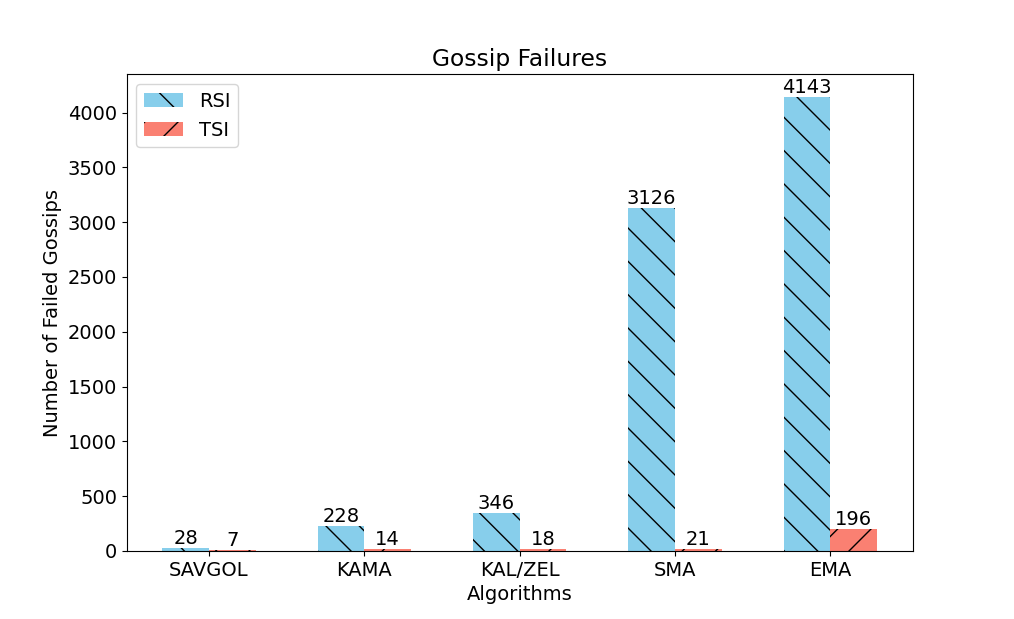 Gossip Failures
RSI
TSI
Number of Failed Gossips
4000
3500
3000
2500
2000
1500
1000
500
0
28
7
228
14
346
18
3126
21
4143
196
SAVGOL
KAMA
KAL/ZEL
SMA
EMA
Algorithms